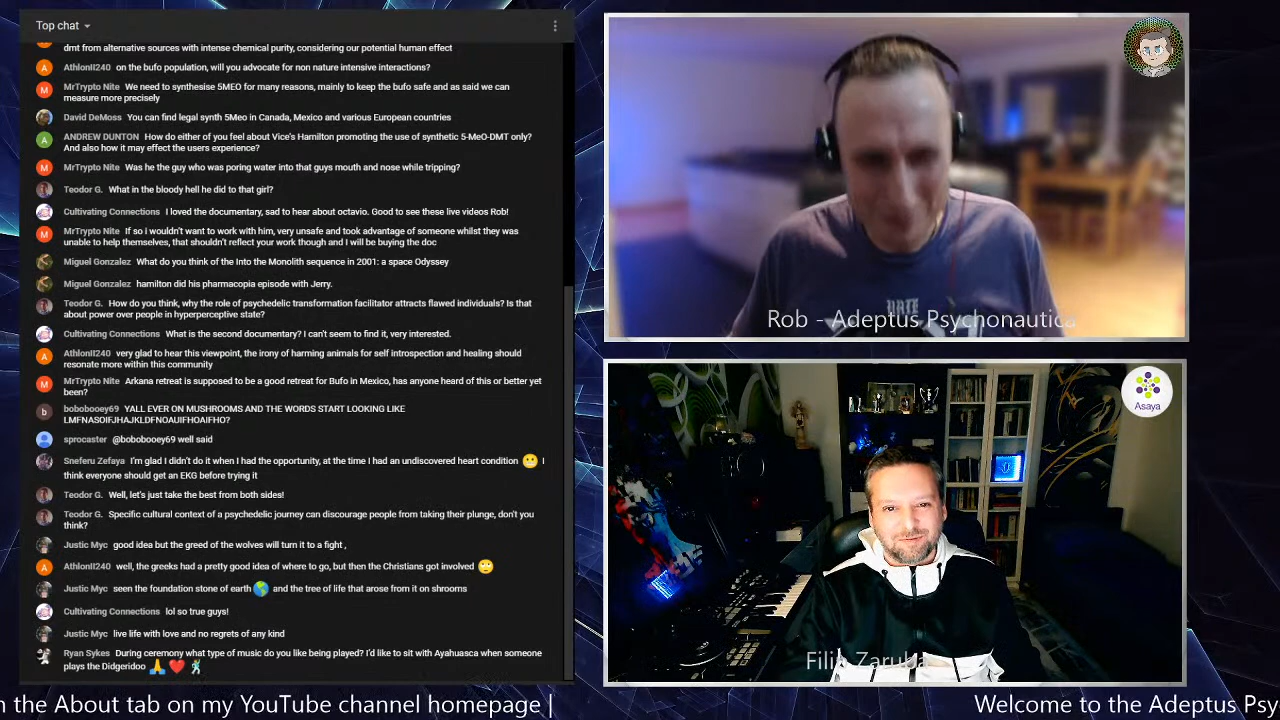 Top chat
dmt from alternative sources with intense chemical purity, considering our potential human effect
AthlonII240 on the bufo population, will you advocate for non nature intensive interactions?
MrTrypto Nite We need to synthesise 5MEO for many reasons, mainly to keep the bufo safe and as said we can
measure more precisely
David DeMoss You can find legal synth 5Meo in Canada, Mexico and various European countries
ANDREW DUNTON How do either of you feel about Vice's Hamilton promoting the use of synthetic 5-MeO-DMT only?
And also how it may effect the users experience?
MrTrypto Nite Was he the guy who was poring water into that guys mouth and nose while tripping?
Teodor G. What in the bloody hell he did to that girl?
Cultivating Connections I loved the documentary, sad to hear about octavio. Good to see these live videos Rob!
MrTrypto Nite If so i wouldn't want to work with him, very unsafe and took advantage of someone whilst they was
unable to help themselves, that shouldn't reflect your work though and I will be buying the doc
Miguel Gonzalez What do you think of the Into the Monolith sequence in 2001: a space Odyssey
Miguel Gonzalez hamilton did his pharmacopia episode with Jerry.
Teodor G. How do you think, why the role of psychedelic transformation facilitator attracts flawed individuals? Is that
about power over people in hyperperceptive state?
Cultivating Connections What is the second documentary? I can't seem to find it, very interested.
AthlonII240 very glad to hear this viewpoint, the irony of harming animals for self introspection and healing should
resonate more within this community
MrTrypto Nite Arkana retreat is supposed to be a good retreat for Bufo in Mexico, has anyone heard of this or better yet
been?
bobobooey69 YALL EVER ON MUSHROOMS AND THE WORDS START LOOKING LIKE
LMFNASOIFJHAJKLDFNOAUIFHOAIFHO?
sprocaster @bobobooey69 well said
Sneferu Zefaya I'm glad I didn't do it when I had the opportunity, at the time I had an undiscovered heart condition 😬 I
think everyone should get an EKG before trying it
Teodor G. Well, let's just take the best from both sides!
Teodor G. Specific cultural context of a psychedelic journey can discourage people from taking their plunge, don't you
think?
Justic Myc good idea but the greed of the wolves will turn it to a fight ,
AthlonII240 well, the greeks had a pretty good idea of where to go, but then the Christians got involved 🙄
Justic Myc seen the foundation stone of earth 🌎 and the tree of life that arose from it on shrooms
Cultivating Connections lol so true guys!
Justic Myc live life with love and no regrets of any kind
Ryan Sykes During ceremony what type of music do you like being played? I'd like to sit with Ayahuasca when someone
plays the Didgeridoo 🙏 ❤️ 🕺
Rob - Adeptus Psychonautica
Asaya
Filip Zaruba
n the About tab on my YouTube channel homepage |
Welcome to the Adeptus Psy